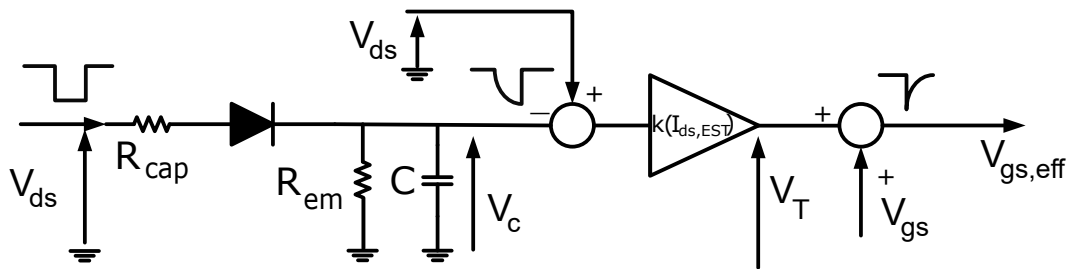 V_ds
+
−
k(I_ds,EST)
+
R_cap
V_ds
R_em
C
V_c
V_T
+
V_gs
V_gs,eff